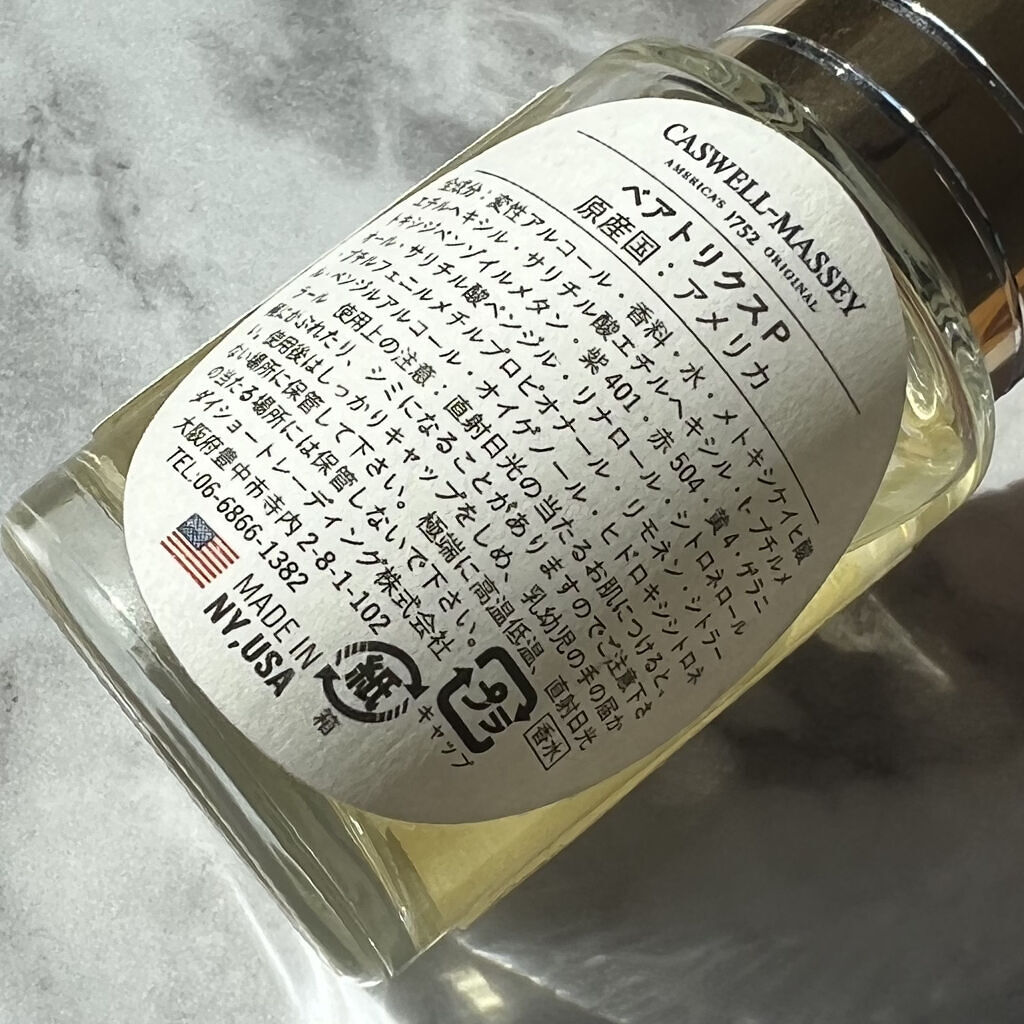 CASWELL-MASSEY
AMERICA'S 1752 ORIGINAL
ベアトリクスP
原産国：アメリカ
全成分：変性アルコール・香料・水・メトキシケイヒ酸
エチルヘキシル・サリチル酸エチルヘキシル・t-ブチルメ
トキシジベンゾイルメタン・紫401・赤504・黄4・ゲラニ
オール・サリチル酸ベンジル・リナロール・シトロネロール
・ブチルフェニルメチルプロピオナール・リモネン・シトラー
ル・ベンジルアルコール・オイゲノール・ヒドロキシシトロネ
ラール 使用上の注意：直射日光の当たるお肌につけると、
稀にかぶれたり、シミになることがありますのでご注意下さ
い。使用後はしっかりキャップをしめ、乳幼児の手の届か
ない場所に保管して下さい。極端に高温低温、直射日光
の当たる場所には保管しないで下さい。 香水
ダイショートレーディング株式会社
大阪府豊中市寺内2-8-1-102
TEL:06-6866-1382
MADE IN
NY,USA
紙
箱
プラ
キャップ